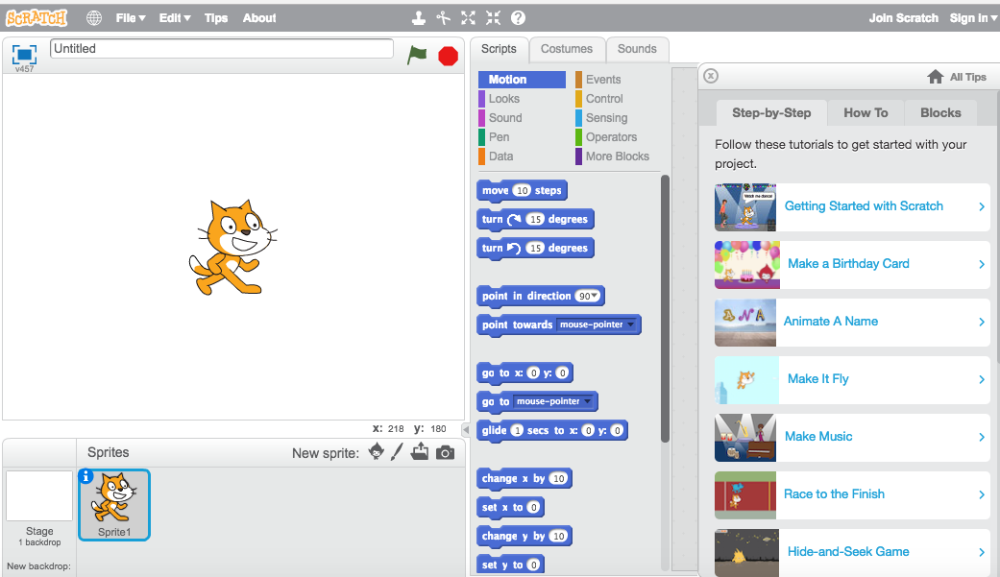 SCRATCH
File Edit Tips About
Join Scratch Sign in
v457
Untitled
Scripts Costumes Sounds
Motion Events
Looks Control
Sound Sensing
Pen Operators
Data More Blocks
move 10 steps
turn 15 degrees
turn 15 degrees
point in direction 90
point towards mouse-pointer
go to x: 0 y: 0
go to mouse-pointer
glide 1 secs to x: 0 y: 0
change x by 10
set x to 0
change y by 10
set y to 0
x: 218 y: 180
Sprites New sprite:
Sprite1
Stage
1 backdrop
New backdrop:
All Tips
Step-by-Step How To Blocks
Follow these tutorials to get started with your
project.
Watch me dance!
Getting Started with Scratch
Make a Birthday Card
DNA
Animate A Name
Make It Fly
Make Music
Race to the Finish
Hide-and-Seek Game